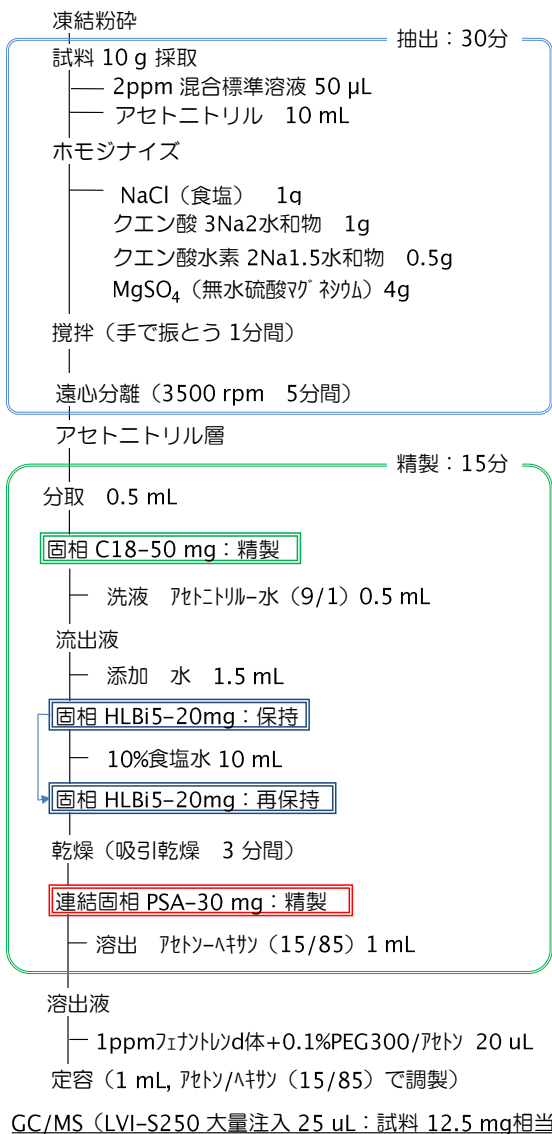 凍結粉砕
抽出：30分
試料 10 g 採取
2ppm 混合標準溶液 50 μL
アセトニトリル　10 mL
ホモジナイズ
NaCl（食塩）　1g
クエン酸 3Na2水和物　1g
クエン酸水素 2Na1.5水和物　0.5g
MgSO₄（無水硫酸ﾏｸﾞﾈｼｳﾑ）4g
撹拌（手で振とう 1分間）
遠心分離（3500 rpm　5分間）
アセトニトリル層
精製：15分
分取　0.5 mL
固相 C18–50 mg：精製
洗液　ｱｾﾄﾆﾄﾘﾙｰ水（9/1）0.5 mL
流出液
添加　水　1.5 mL
固相 HLBi5–20mg：保持
10%食塩水 10 mL
固相 HLBi5–20mg：再保持
乾燥（吸引乾燥　3 分間）
連結固相 PSA–30 mg：精製
溶出　ｱｾﾄﾝｰﾍｷｻﾝ（15/85）1 mL
溶出液
1ppmﾌｪﾅﾝﾄﾚﾝd体+0.1%PEG300/ｱｾﾄﾝ 20 uL
定容（1 mL, ｱｾﾄﾝ/ﾍｷｻﾝ（15/85）で調製）
GC/MS（LVI–S250 大量注入 25 uL：試料 12.5 mg相当